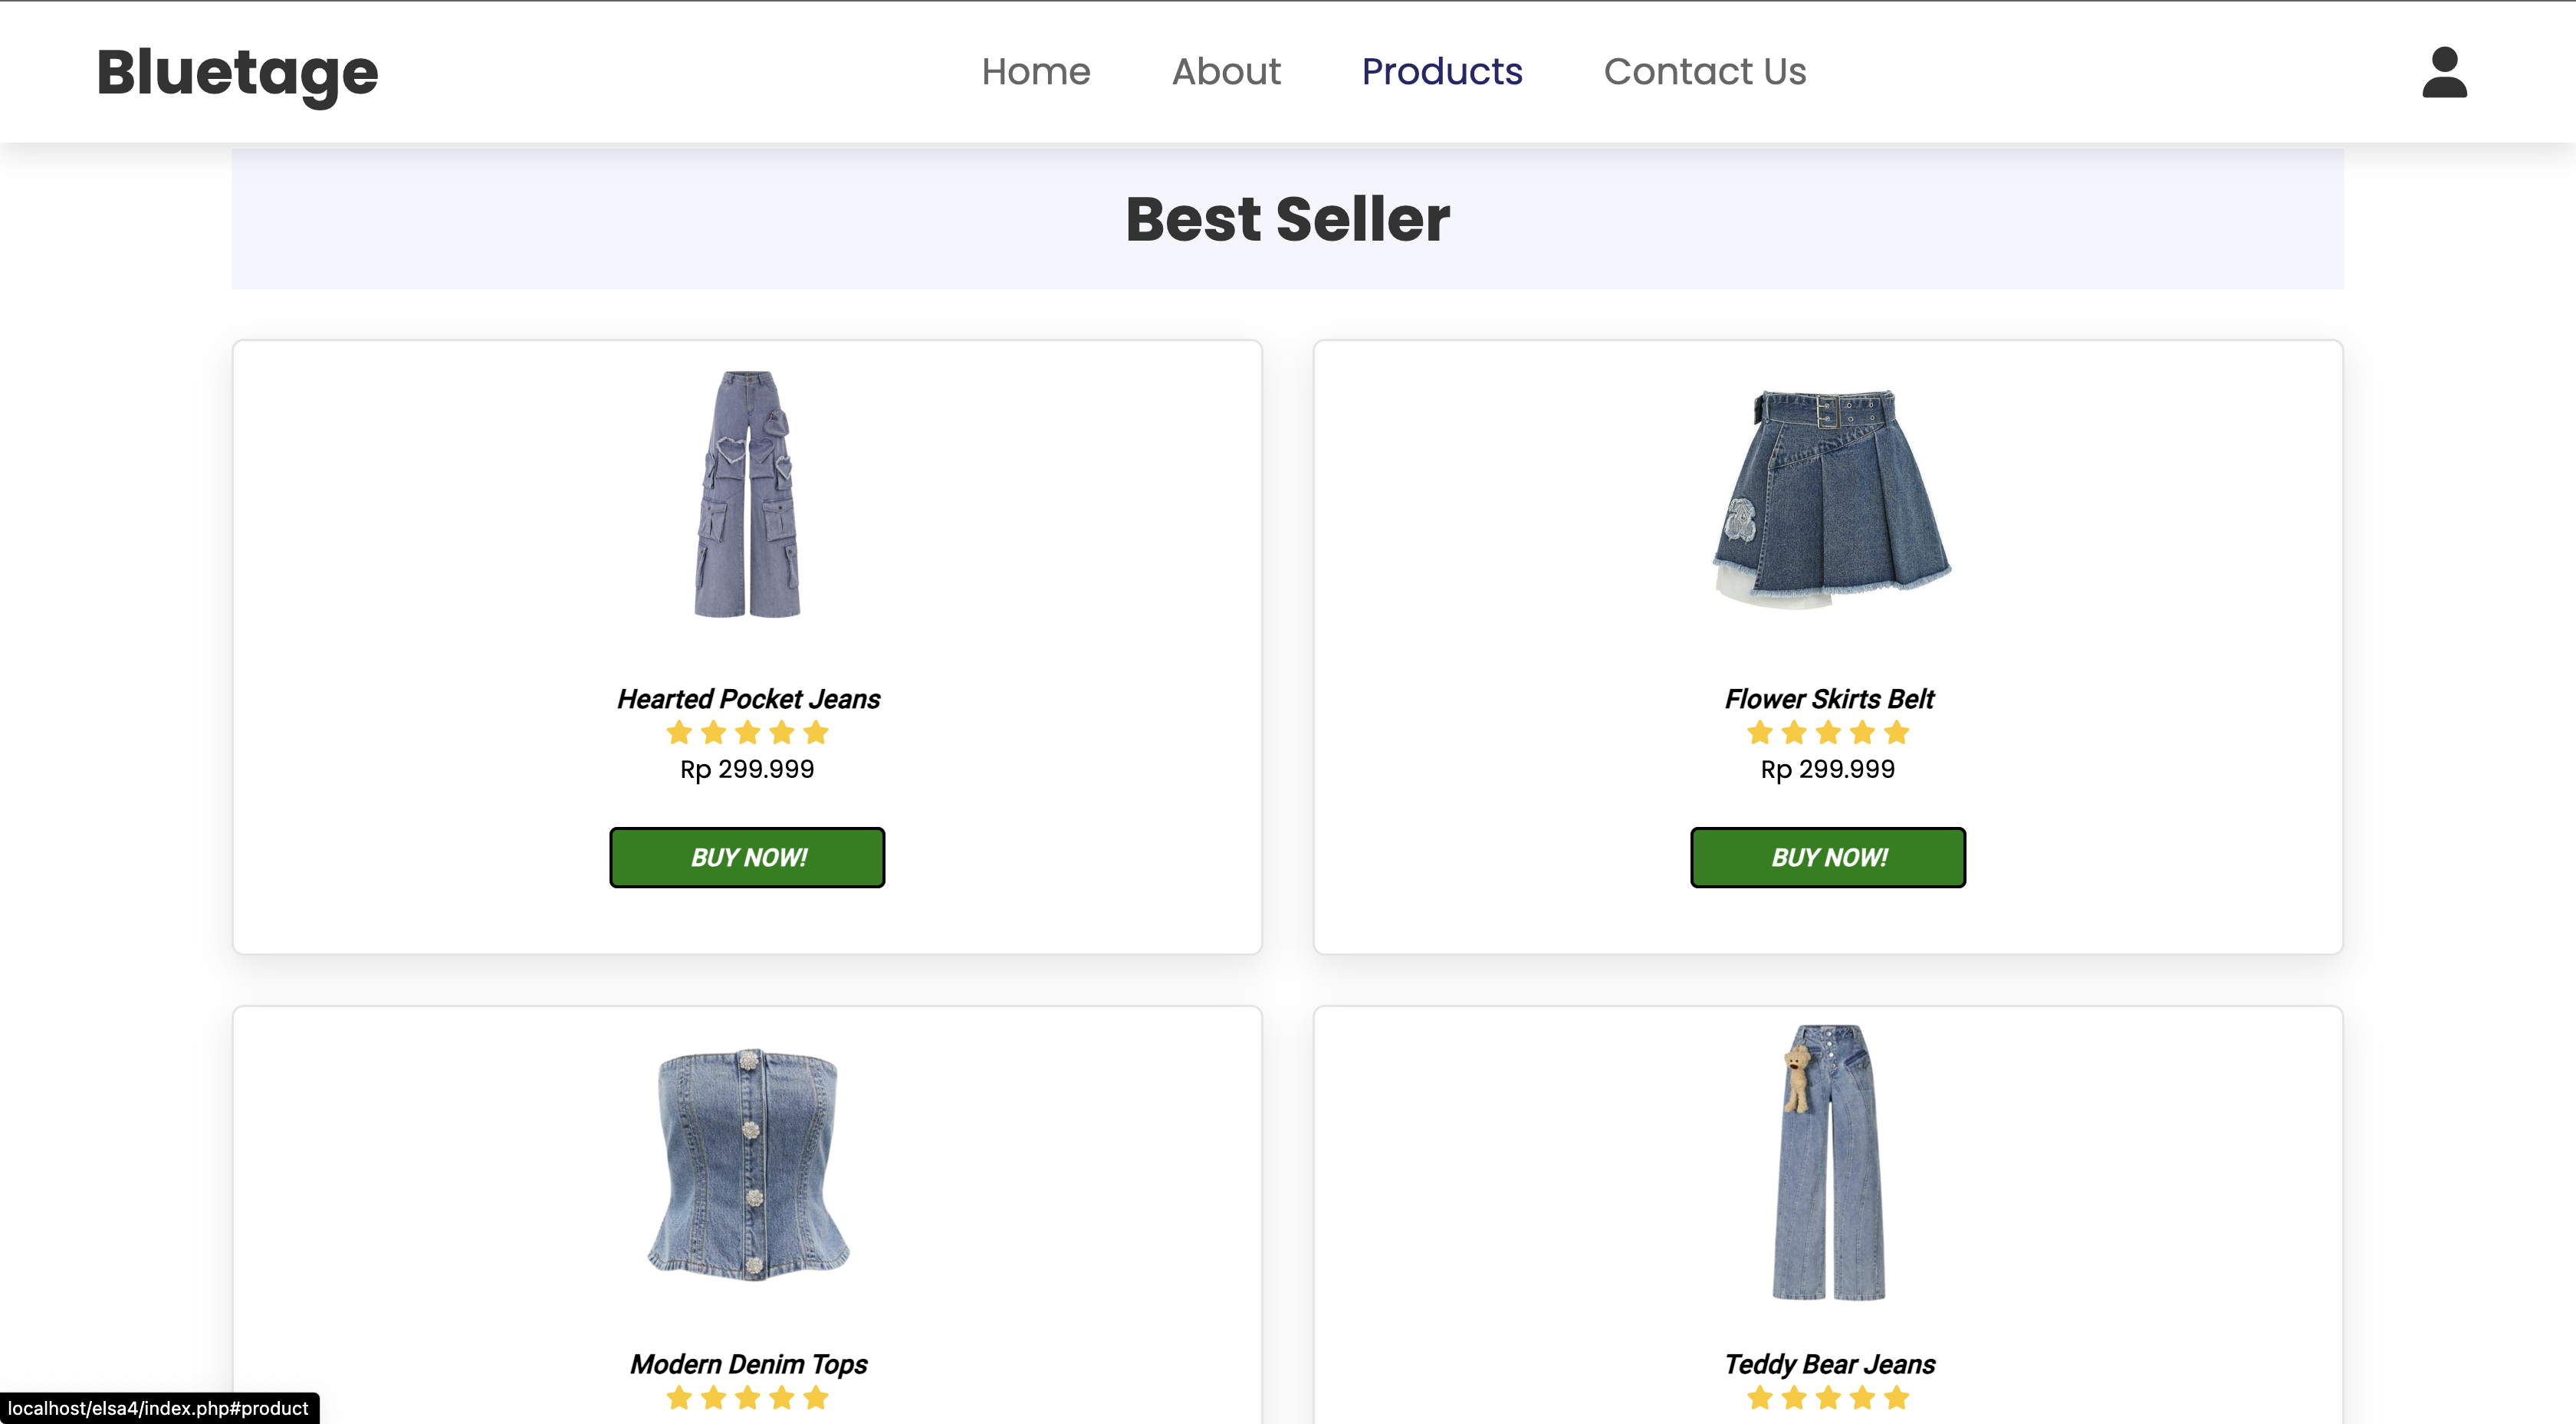 Bluetage
Home About Products Contact Us
Best Seller
Hearted Pocket Jeans
Rp 299.999
BUY NOW!
Flower Skirts Belt
Rp 299.999
BUY NOW!
Modern Denim Tops
Teddy Bear Jeans
localhost/elsa4/index.php#product